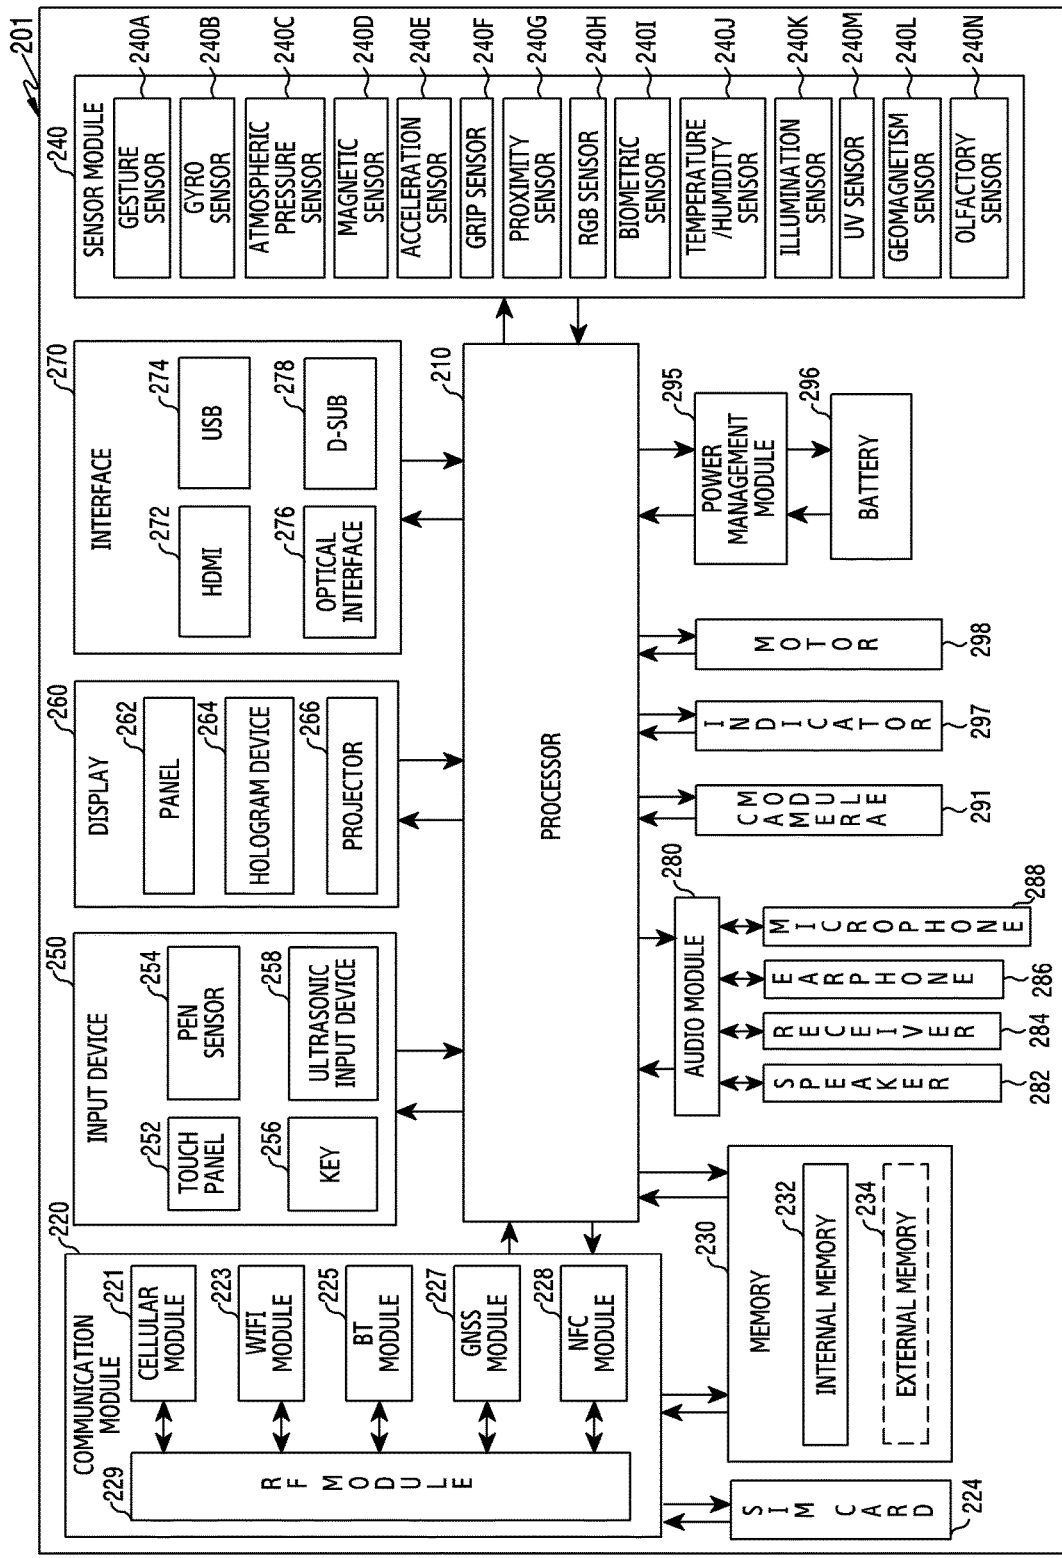 201
COMMUNICATION
MODULE
220
229
RF MODULE
221
CELLULAR
MODULE
223
WIFI
MODULE
225
BT
MODULE
227
GNSS
MODULE
228
NFC
MODULE
INPUT DEVICE
250
252
TOUCH
PANEL
254
PEN
SENSOR
256
KEY
258
ULTRASONIC
INPUT DEVICE
DISPLAY
260
262
PANEL
264
HOLOGRAM DEVICE
266
PROJECTOR
INTERFACE
270
272
HDMI
274
USB
276
OPTICAL
INTERFACE
278
D-SUB
SENSOR MODULE
240
GESTURE
SENSOR
240A
GYRO
SENSOR
240B
ATMOSPHERIC
PRESSURE
SENSOR
240C
MAGNETIC
SENSOR
240D
ACCELERATION
SENSOR
240E
GRIP SENSOR
240F
PROXIMITY
SENSOR
240G
RGB SENSOR
240H
BIOMETRIC
SENSOR
240I
TEMPERATURE
/HUMIDITY
SENSOR
240J
ILLUMINATION
SENSOR
240K
UV SENSOR
240M
GEOMAGNETISM
SENSOR
240L
OLFACTORY
SENSOR
240N
PROCESSOR
210
SIM CARD
224
230
MEMORY
232
INTERNAL MEMORY
234
EXTERNAL MEMORY
AUDIO MODULE
280
SPEAKER
282
RECEIVER
284
EARPHONE
286
MICROPHONE
288
CAMERA
MODULE
291
INDICATOR
297
MOTOR
298
POWER
MANAGEMENT
MODULE
295
BATTERY
296